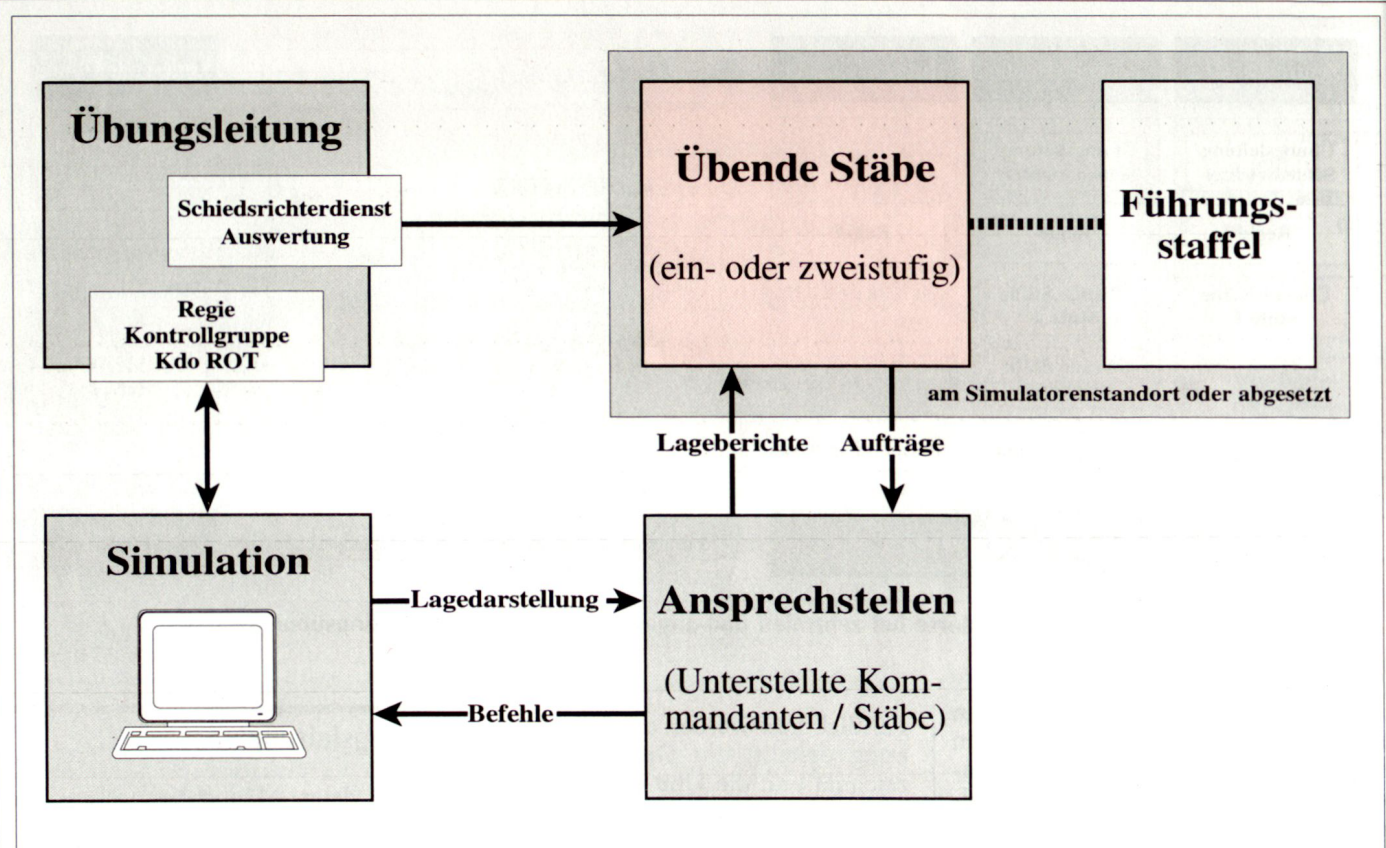 Übungsleitung
Schiedsrichterdienst
Auswertung
Regie
Kontrollgruppe
Kdo ROT
Übende Stäbe
(ein- oder zweistufig)
Führungs-
staffel
am Simulatorenstandort oder abgesetzt
Lageberichte
Aufträge
Simulation
Lagedarstellung
Befehle
Ansprechstellen
(Unterstellte Kom-
mandanten / Stäbe)